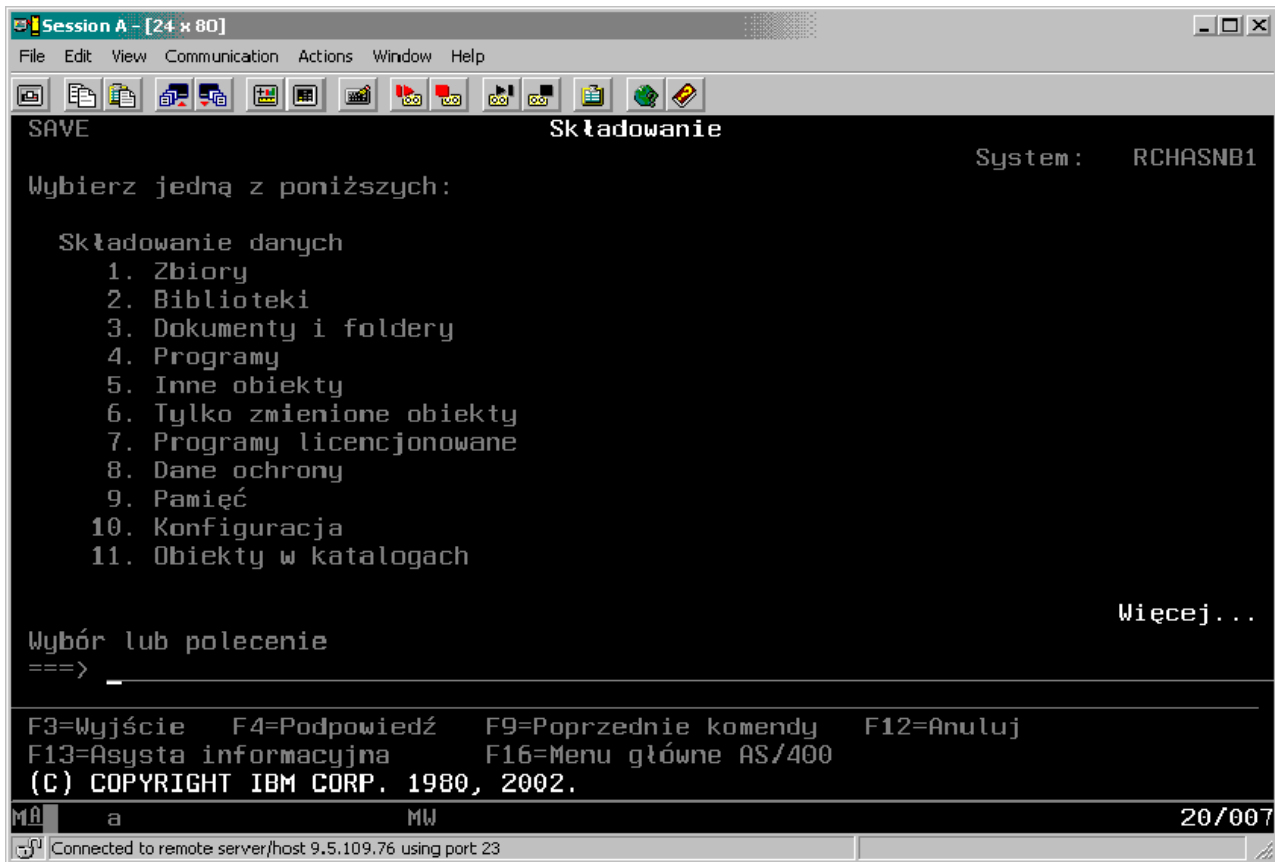 Session A - [24 x 80]
File Edit View Communication Actions Window Help
SAVE Składowanie
System: RCHASNB1
Wybierz jedną z poniższych:
Składowanie danych
1. Zbiory
2. Biblioteki
3. Dokumenty i foldery
4. Programy
5. Inne obiekty
6. Tylko zmienione obiekty
7. Programy licencjonowane
8. Dane ochrony
9. Pamięć
10. Konfiguracja
11. Obiekty w katalogach
Więcej...
Wybór lub polecenie
===>
F3=Wyjście F4=Podpowiedź F9=Poprzednie komendy F12=Anuluj
F13=Asysta informacyjna F16=Menu główne AS/400
(C) COPYRIGHT IBM CORP. 1980, 2002.
MA a MW 20/007
Connected to remote server/host 9.5.109.76 using port 23